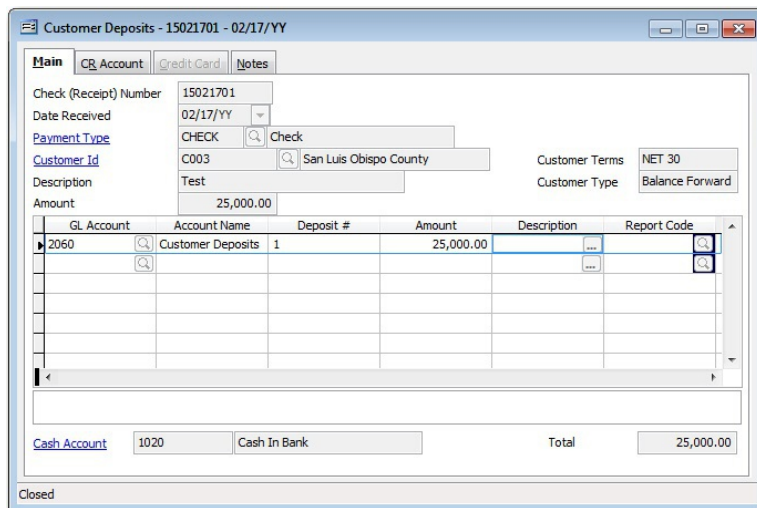 Customer Deposits - 15021701 - 02/17/YY
Main CR Account Credit Card Notes
Check (Receipt) Number 15021701
Date Received 02/17/YY
Payment Type CHECK Check
Customer Id C003 San Luis Obispo County Customer Terms NET 30
Description Test Customer Type Balance Forward
Amount 25,000.00
GL Account Account Name Deposit # Amount Description Report Code
2060 Customer Deposits 1 25,000.00 ...
...
Cash Account 1020 Cash In Bank Total 25,000.00
Closed